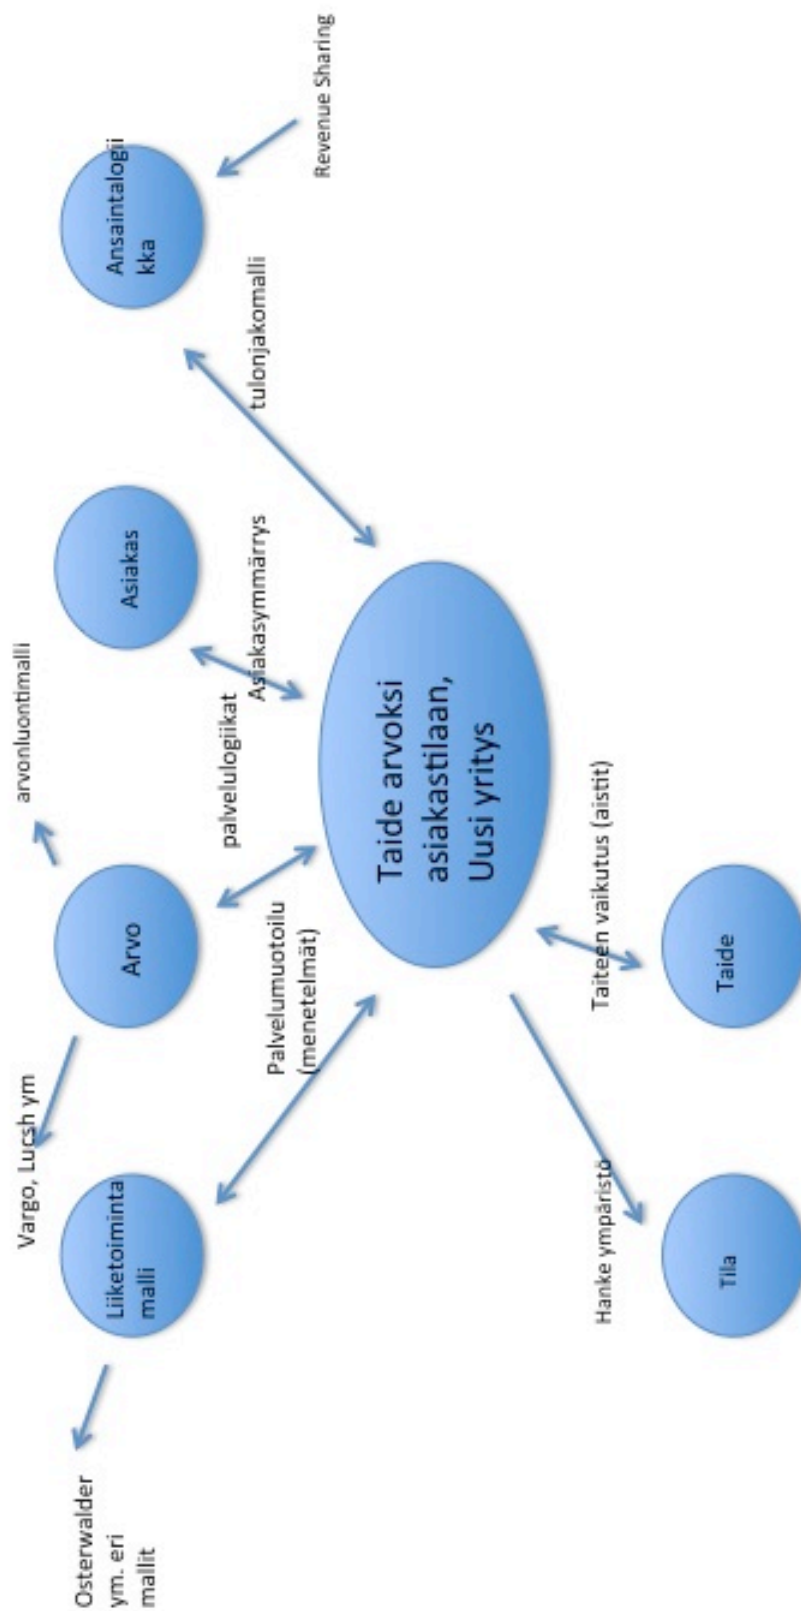 Osterwalder
ym. eri
mallit
Vargo, Lucsh ym
arvonluontimalli
Liiketoiminta
malli
Arvo
Asiakas
Ansaintalogii
kka
Revenue Sharing
palvelulogiikat
Asiakasymmärrys
tulonjakomalli
Palvelumuotoilu
(menetelmät)
Taide arvoksi
asiakastilaan,
Uusi yritys
Hanke ympäristö
Taiteen vaikutus (aistit)
Tila
Taide